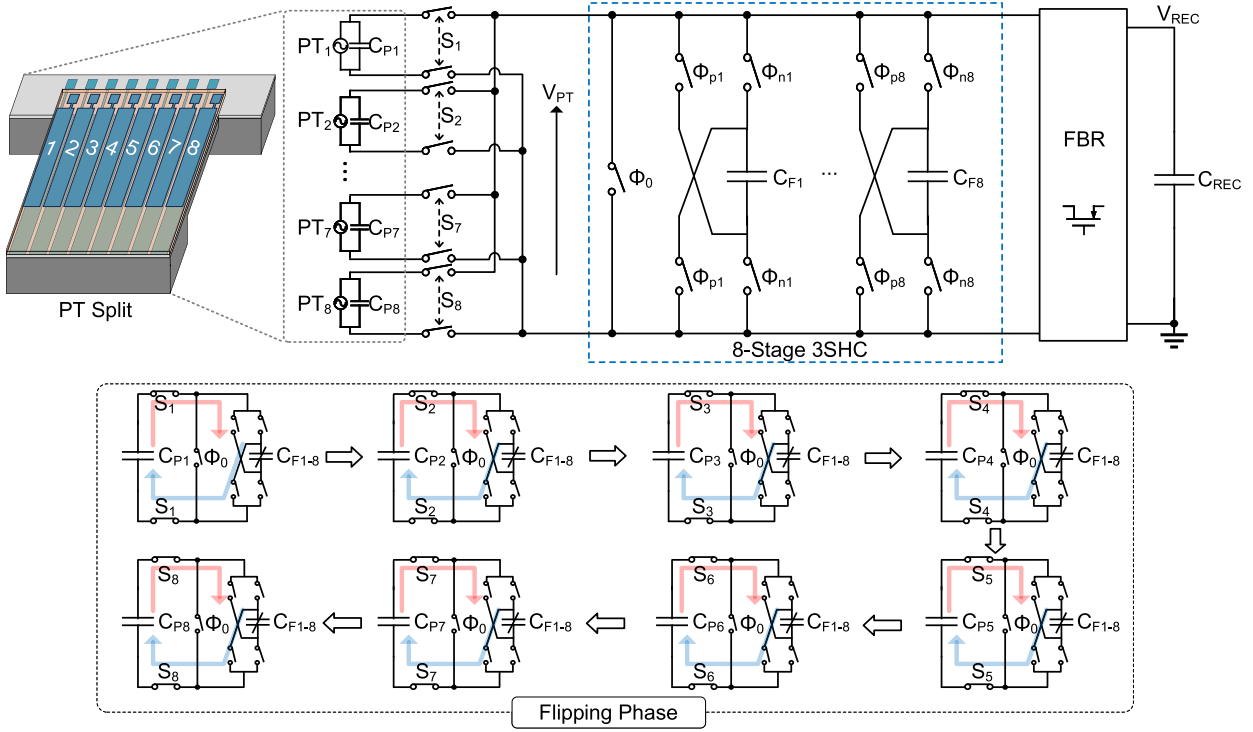 1 2 3 4 5 6 7 8
PT Split
PT1 CP1
S1
PT2 CP2
S2
⋮
PT7 CP7
S7
PT8 CP8
S8
VPT
Φ0
Φp1 Φn1 Φp8 Φn8
CF1 ... CF8
Φp1 Φn1 Φp8 Φn8
8-Stage 3SHC
FBR
VREC
CREC
S1 S2 S3 S4
CP1 Φ0 CF1-8 CP2 Φ0 CF1-8 CP3 Φ0 CF1-8 CP4 Φ0 CF1-8
S1 S2 S3 S4
S8 S7 S6 S5
CP8 Φ0 CF1-8 CP7 Φ0 CF1-8 CP6 Φ0 CF1-8 CP5 Φ0 CF1-8
S8 S7 S6 S5
Flipping Phase